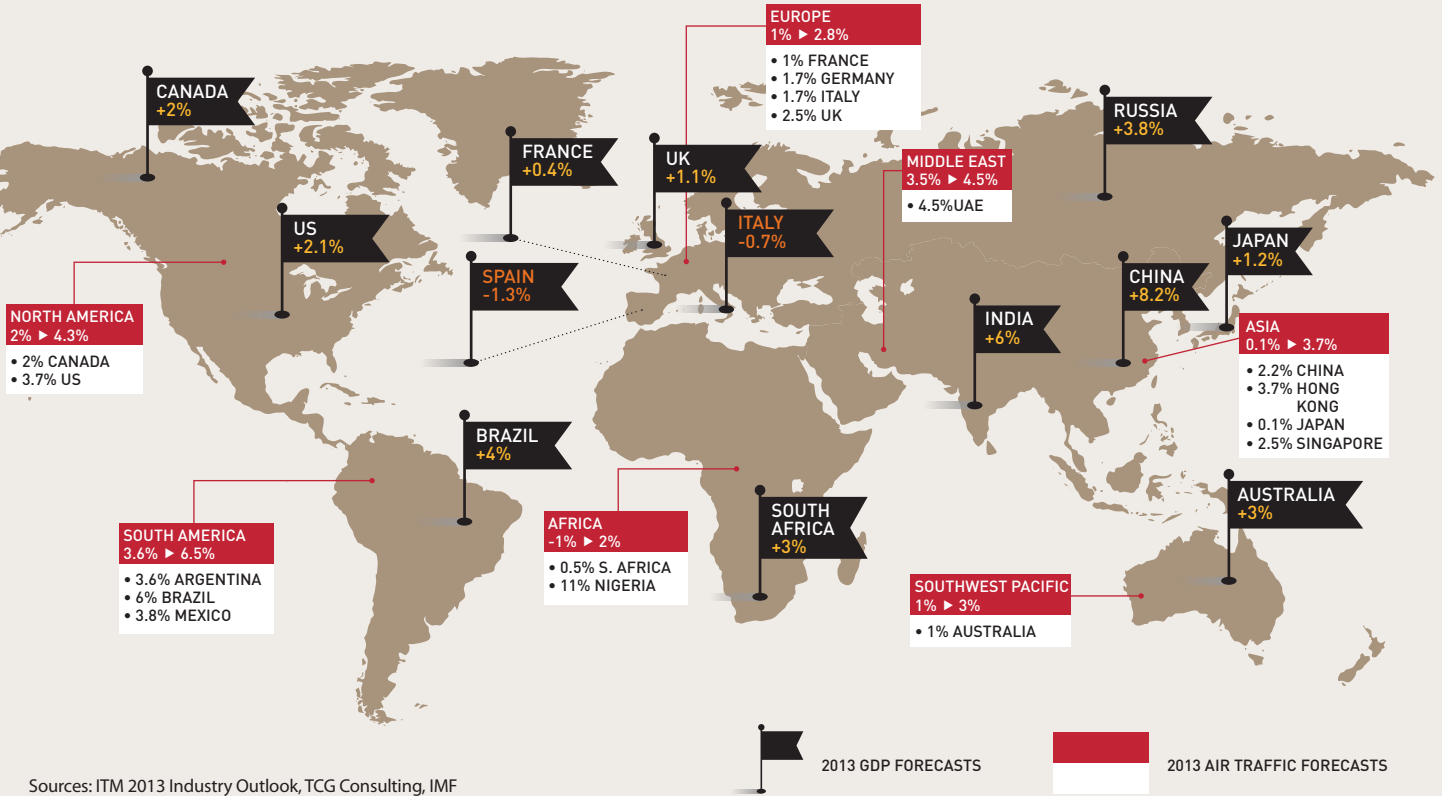 EUROPE
1% ▶ 2.8%
• 1% FRANCE
• 1.7% GERMANY
• 1.7% ITALY
• 2.5% UK
CANADA
+2%
RUSSIA
+3.8%
FRANCE
+0.4%
UK
+1.1%
MIDDLE EAST
3.5% ▶ 4.5%
• 4.5%UAE
US
+2.1%
ITALY
-0.7%
JAPAN
+1.2%
SPAIN
-1.3%
CHINA
+8.2%
NORTH AMERICA
2% ▶ 4.3%
• 2% CANADA
• 3.7% US
INDIA
+6%
ASIA
0.1% ▶ 3.7%
• 2.2% CHINA
• 3.7% HONG
KONG
• 0.1% JAPAN
• 2.5% SINGAPORE
BRAZIL
+4%
SOUTH AMERICA
3.6% ▶ 6.5%
• 3.6% ARGENTINA
• 6% BRAZIL
• 3.8% MEXICO
AFRICA
-1% ▶ 2%
• 0.5% S. AFRICA
• 11% NIGERIA
SOUTH
AFRICA
+3%
AUSTRALIA
+3%
SOUTHWEST PACIFIC
1% ▶ 3%
• 1% AUSTRALIA
2013 GDP FORECASTS
2013 AIR TRAFFIC FORECASTS
Sources: ITM 2013 Industry Outlook, TCG Consulting, IMF